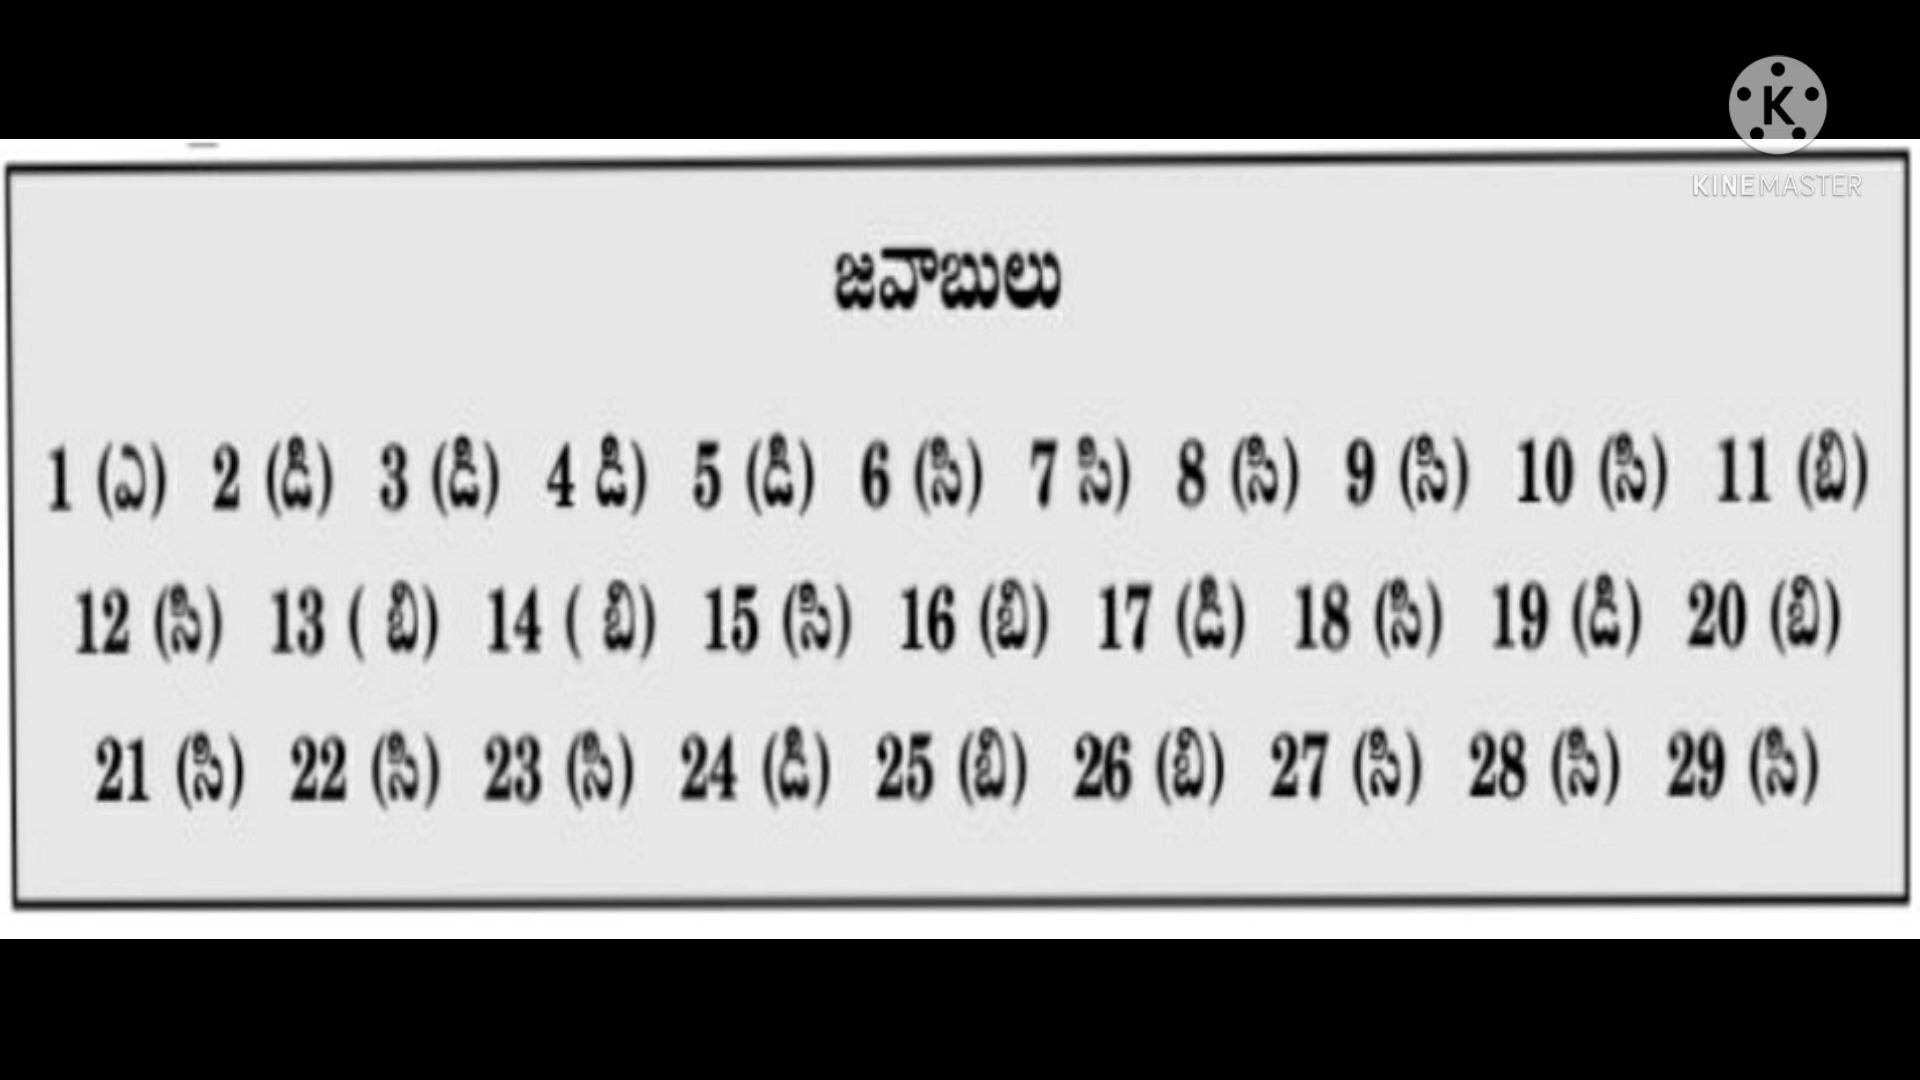 K
KINEMASTER
జవాబులు
1 (ఎ) 2 (డి) 3 (డి) 4 డి) 5 (డి) 6 (సి) 7 సి) 8 (సి) 9 (సి) 10 (సి) 11 (బి)
12 (సి) 13 ( బి) 14 ( బి) 15 (సి) 16 (బి) 17 (డి) 18 (సి) 19 (డి) 20 (బి)
21 (సి) 22 (సి) 23 (సి) 24 (డి) 25 (బి) 26 (బి) 27 (సి) 28 (సి) 29 (సి)